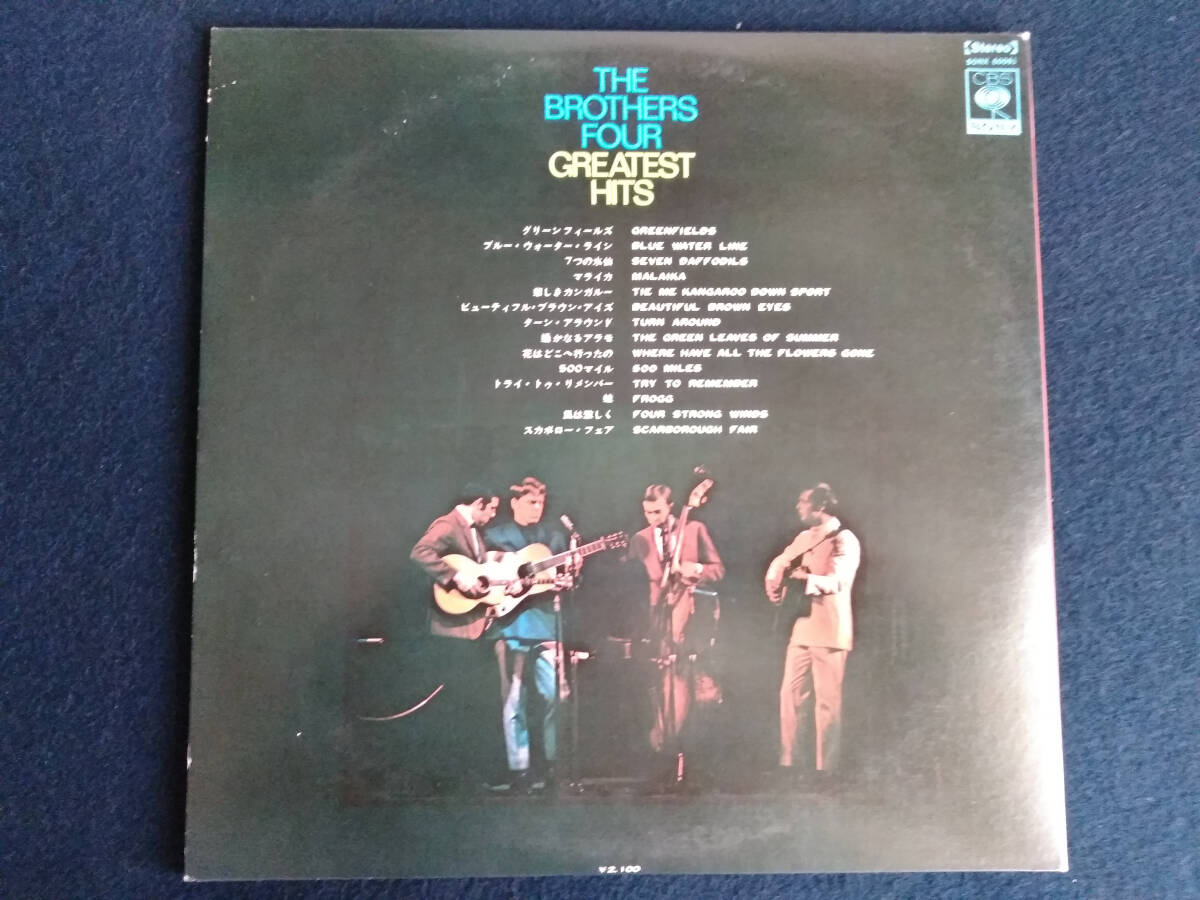 THE
BROTHERS
FOUR
GREATEST
HITS
Stereo
CBS
グリーンフィールズ GREENFIELDS
ブルー・ウォーター・ライン BLUE WATER LINE
7つの水仙 SEVEN DAFFODILS
マライカ MALAIKA
悲しきカンガルー TIE ME KANGAROO DOWN SPORT
ビューティフル・ブラウン・アイズ BEAUTIFUL BROWN EYES
ターン・アラウンド TURN AROUND
遥かなるアラモ THE GREEN LEAVES OF SUMMER
花はどこへ行ったの WHERE HAVE ALL THE FLOWERS GONE
500マイル 500 MILES
トライ・トゥ・リメンバー TRY TO REMEMBER
蛙 FROGG
風は激しく FOUR STRONG WINDS
スカボロー・フェア SCARBOROUGH FAIR
¥2,100